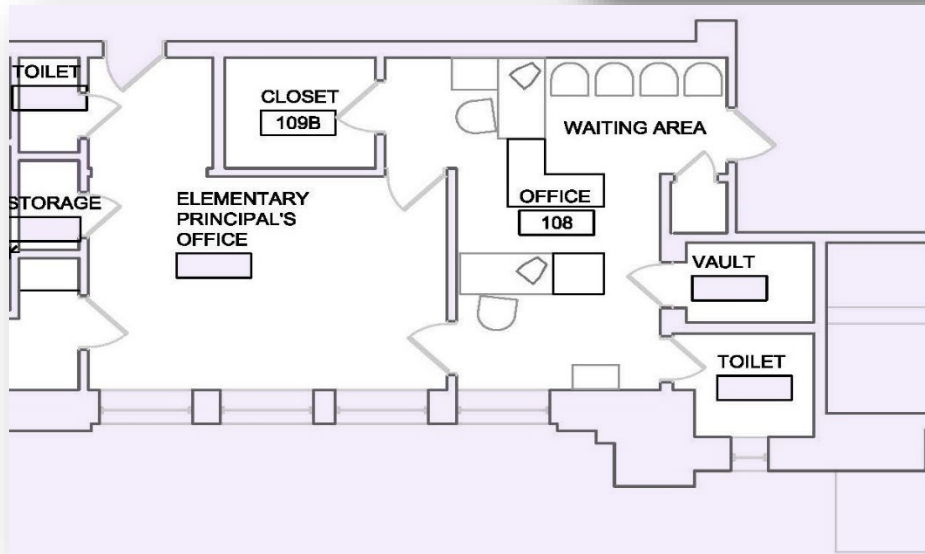 TOILET
CLOSET
109B
WAITING AREA
STORAGE
ELEMENTARY
PRINCIPAL'S
OFFICE
OFFICE
108
VAULT
TOILET